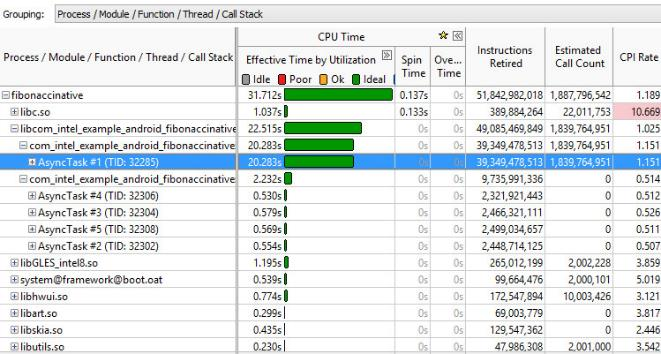 Grouping: Process / Module / Function / Thread / Call Stack
Process / Module / Function / Thread / Call Stack CPU Time Instructions Retired Estimated Call Count CPI Rate
Effective Time by Utilization Spin Time Ove... Time
Idle Poor Ok Ideal
fibonaccinative 31.712s 0.137s 0s 51,842,982,018 1,887,796,542 1.189
libc.so 1.037s 0.133s 0s 389,884,264 22,011,753 10.669
libcom_intel_example_android_fibonaccinative 22.515s 0s 0s 49,085,469,849 1,839,764,951 1.025
com_intel_example_android_fibonaccinative 20.283s 0s 0s 39,349,478,513 1,839,764,951 1.151
AsyncTask #1 (TID: 32285) 20.283s 0s 0s 39,349,478,513 1,839,764,951 1.151
com_intel_example_android_fibonaccinative 2.232s 0s 0s 9,735,991,336 0 0.514
AsyncTask #4 (TID: 32306) 0.530s 0s 0s 2,321,921,443 0 0.512
AsyncTask #3 (TID: 32304) 0.579s 0s 0s 2,466,321,111 0 0.526
AsyncTask #5 (TID: 32308) 0.569s 0s 0s 2,499,034,657 0 0.511
AsyncTask #2 (TID: 32302) 0.554s 0s 0s 2,448,714,125 0 0.507
libGLES_intel8.so 1.195s 0s 0s 265,012,199 2,002,228 3.859
system@framework@boot.oat 0.539s 0s 0s 99,664,476 2,000,101 5.019
libhwui.so 0.774s 0s 0s 172,547,894 10,003,426 3.121
libart.so 0.299s 0s 0s 69,003,779 0 3.817
libskia.so 0.435s 0s 0s 129,547,362 0 2.446
libutils.so 0.230s 0s 0s 47,986,308 2,001,000 3.542